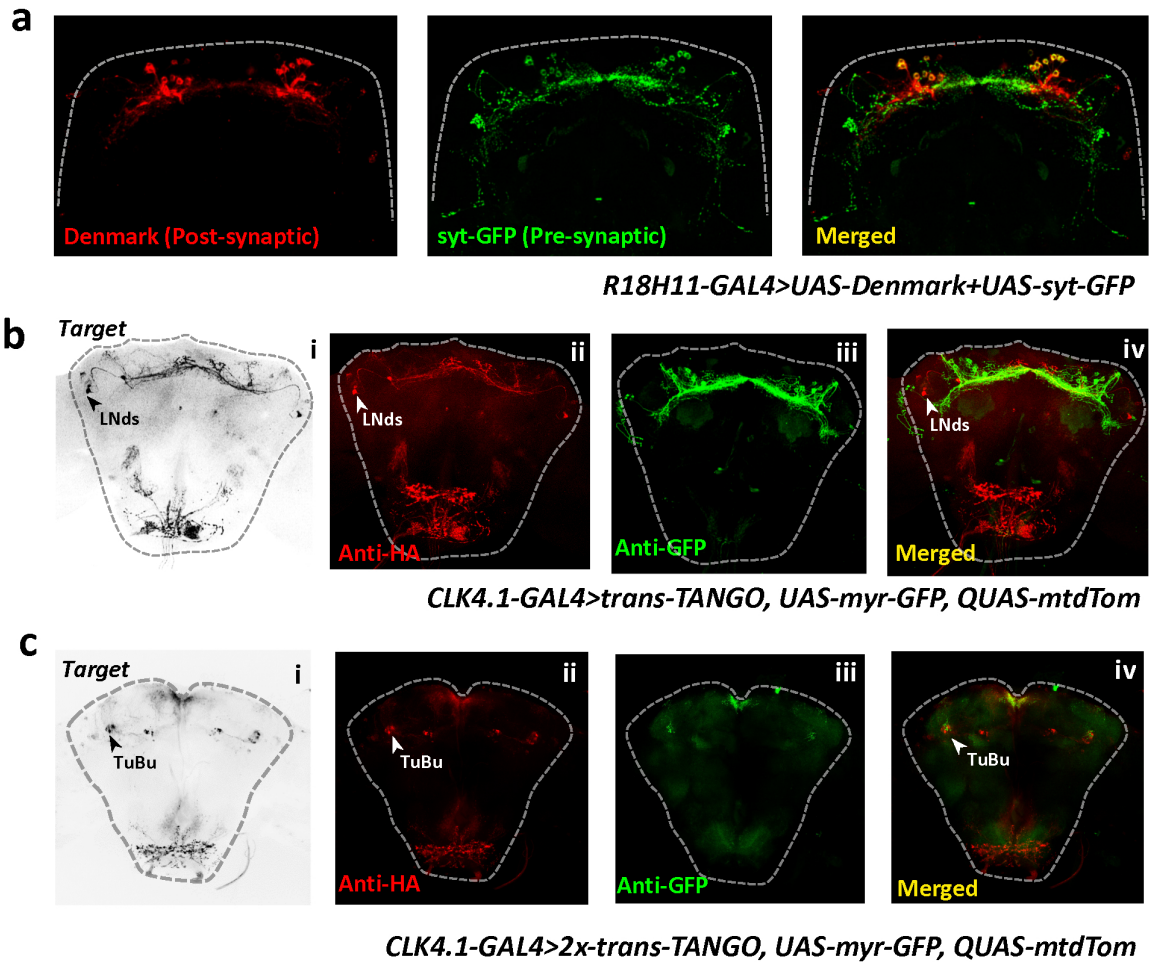 a
Denmark (Post-synaptic)
syt-GFP (Pre-synaptic)
Merged
R18H11-GAL4>UAS-Denmark+UAS-syt-GFP
b
Target
i
LNds
ii
LNds
Anti-HA
iii
Anti-GFP
iv
LNds
Merged
CLK4.1-GAL4>trans-TANGO, UAS-myr-GFP, QUAS-mtdTom
c
Target
i
TuBu
ii
TuBu
Anti-HA
iii
Anti-GFP
iv
TuBu
Merged
CLK4.1-GAL4>2x-trans-TANGO, UAS-myr-GFP, QUAS-mtdTom